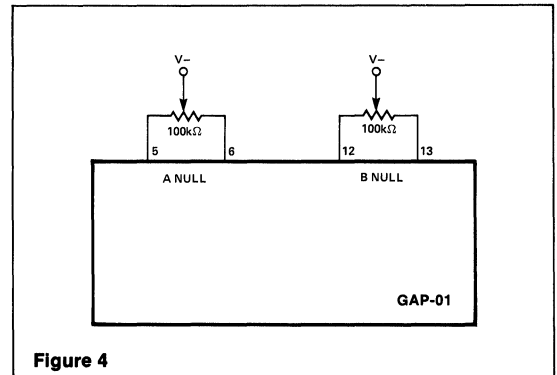 V− V−
100kΩ 100kΩ
5 6 12 13
A NULL B NULL
GAP-01
Figure 4